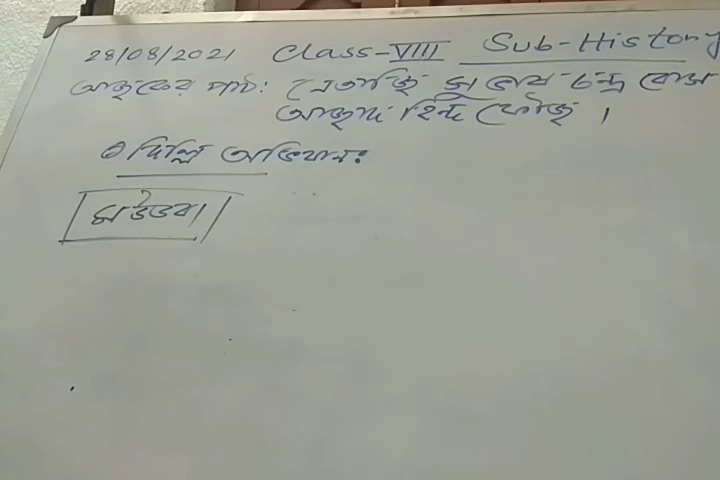 28/08/2021 Class-VIII Sub-History
আজকের পাঠ: নেতাজি সুভাষ চন্দ্র বোস
আজাদ হিন্দ ফৌজ ।
দিল্লি অভিযান: